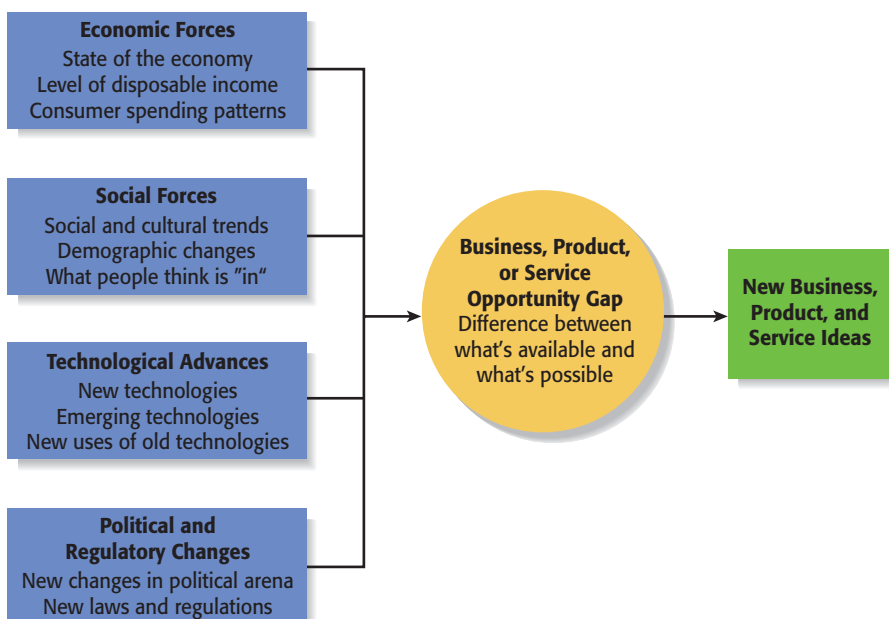 Economic Forces
State of the economy
Level of disposable income
Consumer spending patterns
Social Forces
Social and cultural trends
Demographic changes
What people think is ”in“
Technological Advances
New technologies
Emerging technologies
New uses of old technologies
Political and
Regulatory Changes
New changes in political arena
New laws and regulations
Business, Product,
or Service
Opportunity Gap
Difference between
what’s available and
what’s possible
New Business,
Product, and
Service Ideas